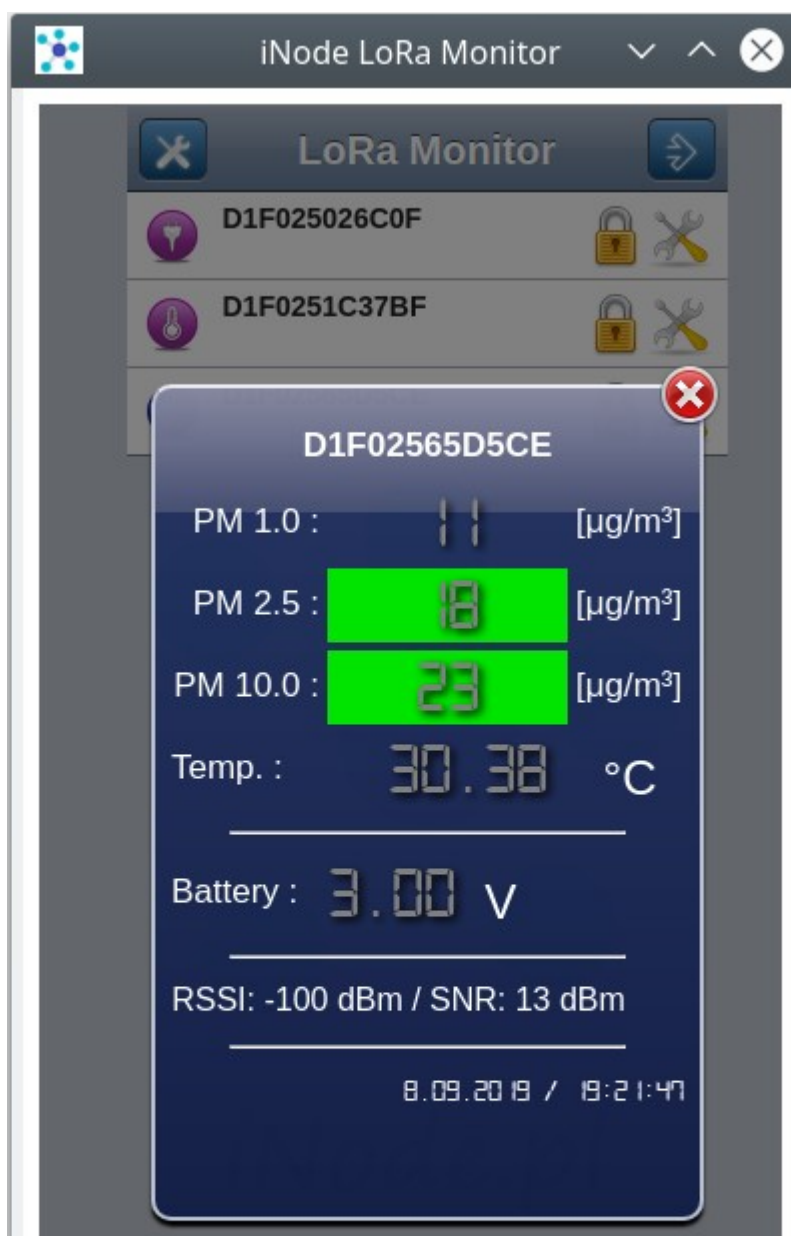 iNode LoRa Monitor
LoRa Monitor
D1F025026C0F
D1F0251C37BF
D1F02565D5CE
PM 1.0 : 11 [µg/m³]
PM 2.5 : 18 [µg/m³]
PM 10.0 : 23 [µg/m³]
Temp. : 30.38 °C
Battery : 3.00 V
RSSI: -100 dBm / SNR: 13 dBm
8.09.2019 / 19:21:47